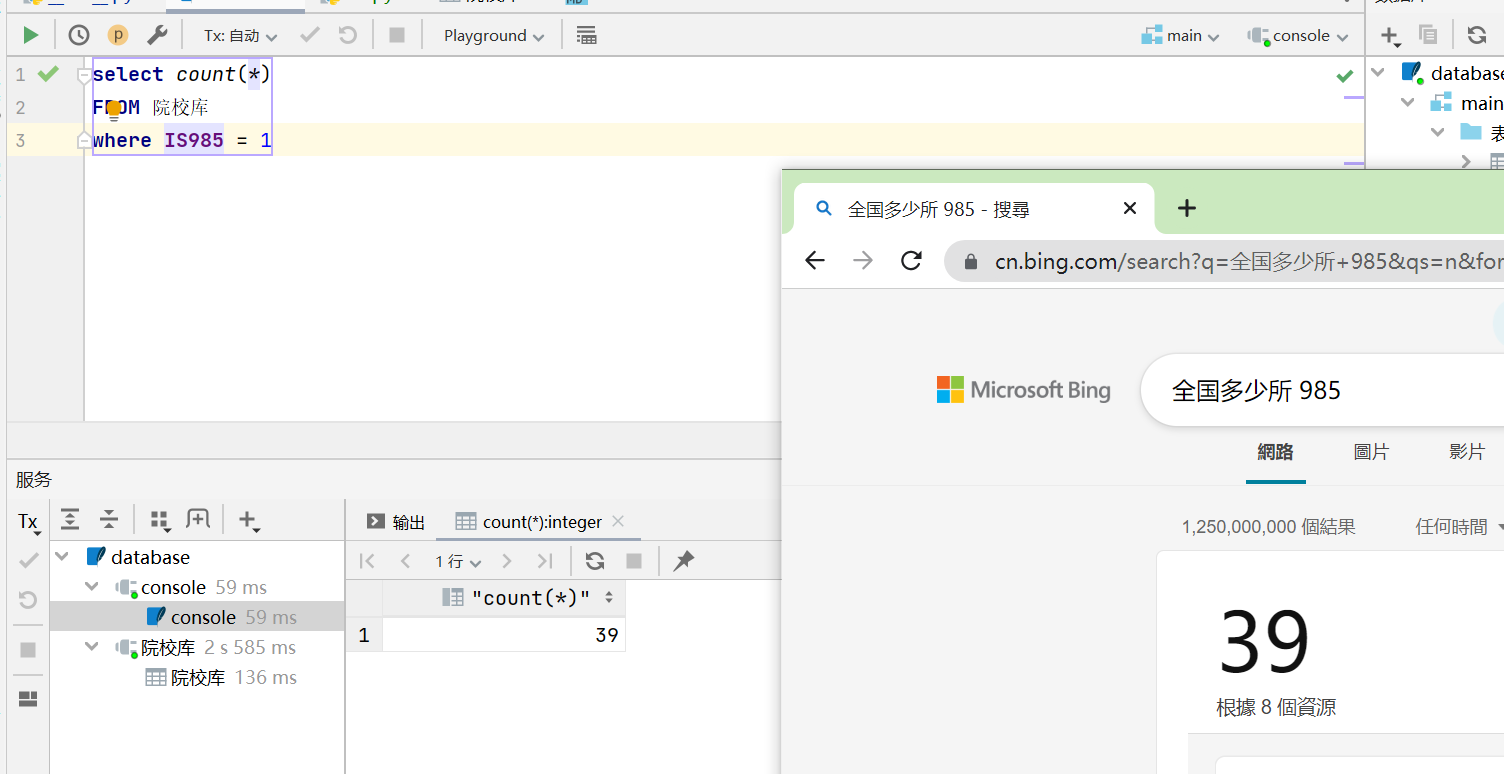 Tx: 自动
Playground
main
console
1 select count(*)
2 FROM 院校库
3 where IS985 = 1
database
main
表
全国多少所 985 - 搜尋
cn.bing.com/search?q=全国多少所+985&qs=n&for
Microsoft Bing
全国多少所 985
網路
圖片
影片
1,250,000,000 個結果
任何時間
39
根據 8 個資源
服务
Tx
database
console 59 ms
console 59 ms
院校库 2 s 585 ms
院校库 136 ms
输出
count(*):integer
1 行
"count(*)"
1
39